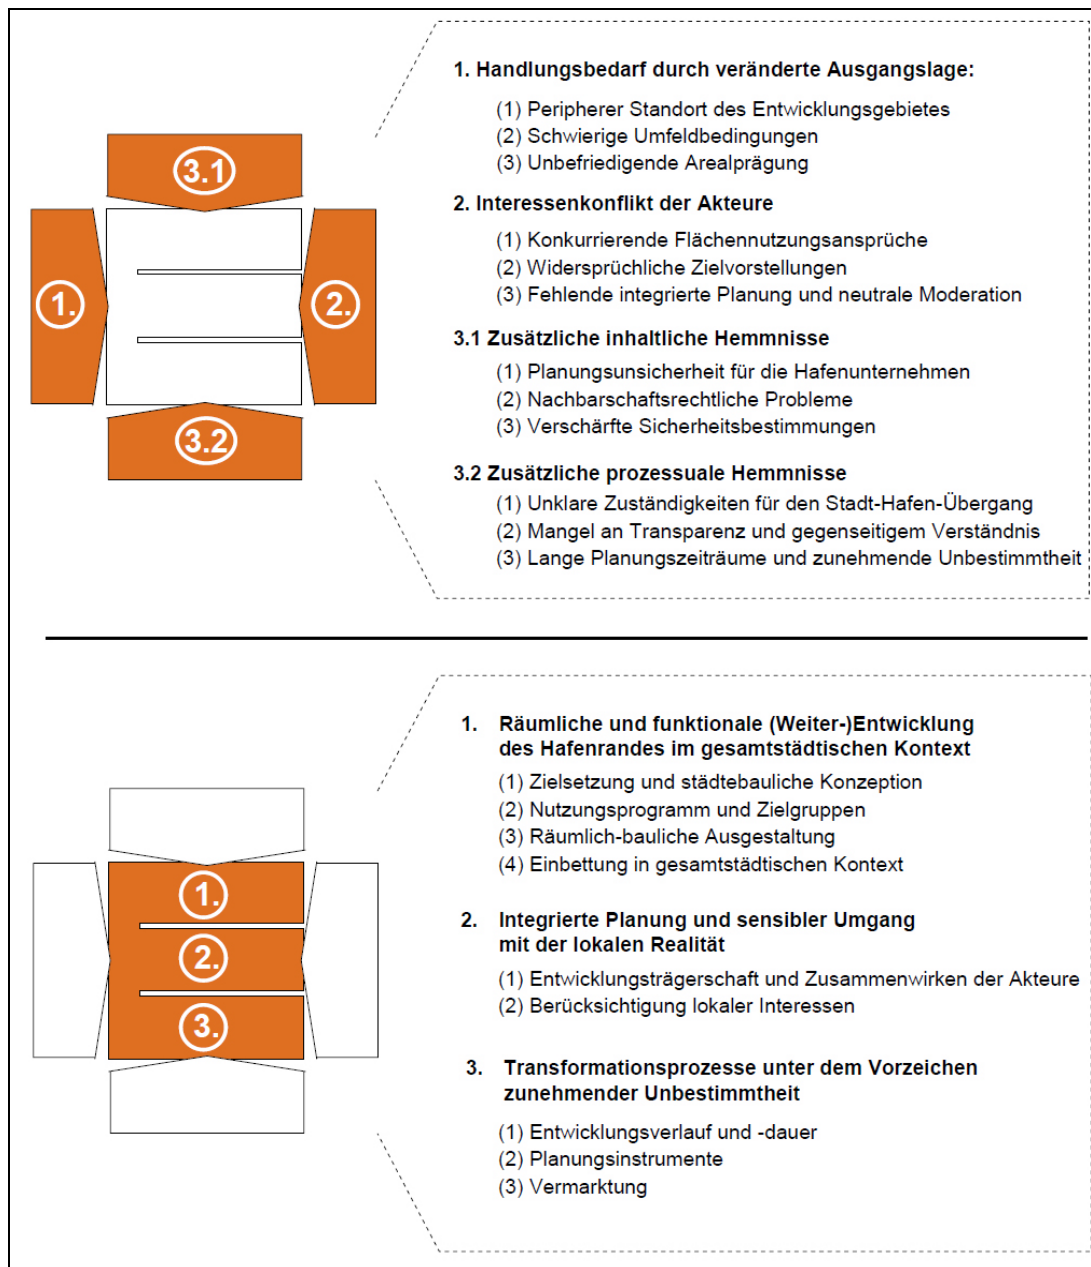 1. Handlungsbedarf durch veränderte Ausgangslage:
(1) Peripherer Standort des Entwicklungsgebietes
(2) Schwierige Umfeldbedingungen
(3) Unbefriedigende Arealprägung
2. Interessenkonflikt der Akteure
(1) Konkurrierende Flächennutzungsansprüche
(2) Widersprüchliche Zielvorstellungen
(3) Fehlende integrierte Planung und neutrale Moderation
3.1 Zusätzliche inhaltliche Hemmnisse
(1) Planungsunsicherheit für die Hafenunternehmen
(2) Nachbarschaftsrechtliche Probleme
(3) Verschärfte Sicherheitsbestimmungen
3.2 Zusätzliche prozessuale Hemmnisse
(1) Unklare Zuständigkeiten für den Stadt-Hafen-Übergang
(2) Mangel an Transparenz und gegenseitigem Verständnis
(3) Lange Planungszeiträume und zunehmende Unbestimmtheit
3.1
1.
2.
3.2
1. Räumliche und funktionale (Weiter-)Entwicklung
des Hafenrandes im gesamtstädtischen Kontext
(1) Zielsetzung und städtebauliche Konzeption
(2) Nutzungsprogramm und Zielgruppen
(3) Räumlich-bauliche Ausgestaltung
(4) Einbettung in gesamtstädtischen Kontext
2. Integrierte Planung und sensibler Umgang
mit der lokalen Realität
(1) Entwicklungsträgerschaft und Zusammenwirken der Akteure
(2) Berücksichtigung lokaler Interessen
3. Transformationsprozesse unter dem Vorzeichen
zunehmender Unbestimmtheit
(1) Entwicklungsverlauf und -dauer
(2) Planungsinstrumente
(3) Vermarktung
1.
2.
3.